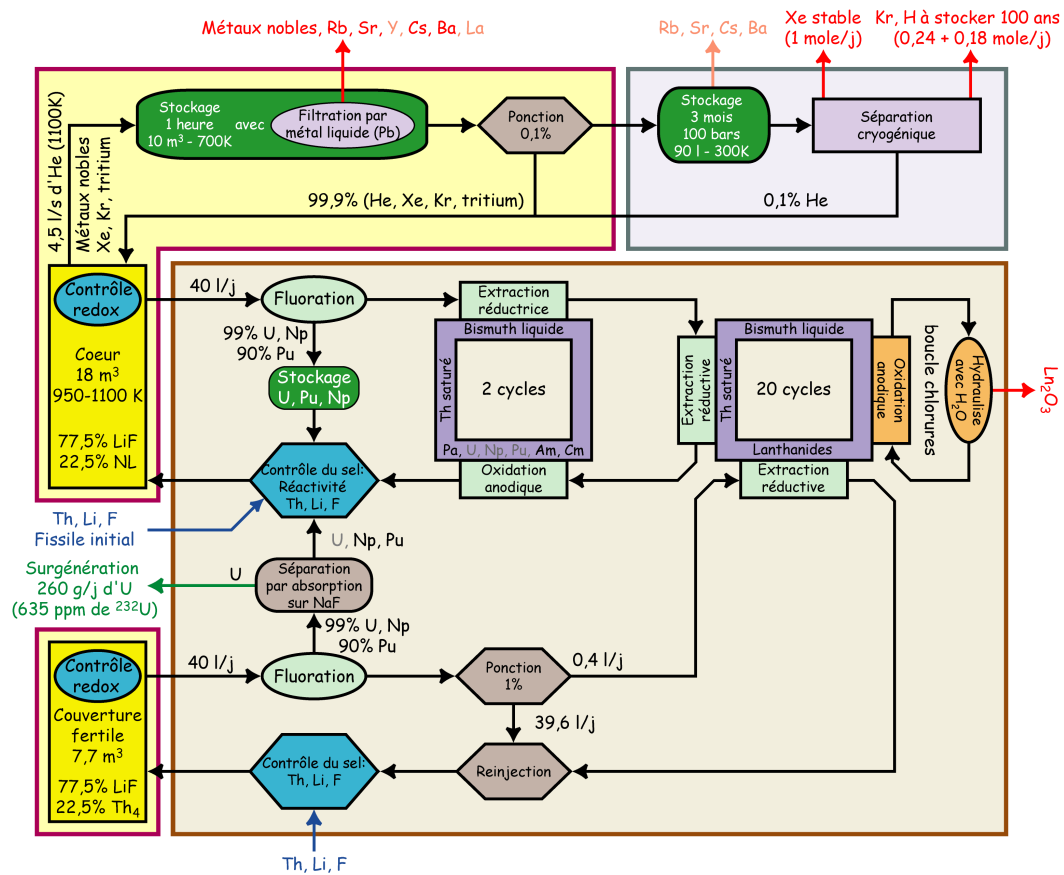 Métaux nobles, Rb, Sr, Y, Cs, Ba, La
Rb, Sr, Cs, Ba
Xe stable
(1 mole/j)
Kr, H à stocker 100 ans
(0,24 + 0,18 mole/j)
4,5 l/s d'He (1100K)
Métaux nobles
Xe, Kr, tritium
Stockage
1 heure
10 m³ - 700K
avec
Filtration par
métal liquide (Pb)
Ponction
0,1%
Stockage
3 mois
100 bars
90 l - 300K
Séparation
cryogénique
99,9% (He, Xe, Kr, tritium)
0,1% He
Contrôle
redox
Coeur
18 m³
950-1100 K
77,5% LiF
22,5% NL
40 l/j
Fluoration
99% U, Np
90% Pu
Stockage
U, Pu, Np
Contrôle du sel:
Réactivité
Th, Li, F
Extraction
réductrice
Bismuth liquide
Th saturé
2 cycles
Pa, U, Np, Pu, Am, Cm
Oxidation
anodique
Extraction
réductive
Bismuth liquide
Th saturé
20 cycles
Lanthanides
Extraction
réductive
Oxidation
anodique
boucle chlorures
Hydraulise
avec H₂O
Ln₂O₃
Th, Li, F
Fissile initial
U, Np, Pu
Surgénération
260 g/j d'U
(635 ppm de ²³²U)
U
Séparation
par absorption
sur NaF
99% U, Np
90% Pu
Contrôle
redox
Couverture
fertile
7,7 m³
77,5% LiF
22,5% Th₄
40 l/j
Fluoration
Ponction
1%
0,4 l/j
39,6 l/j
Contrôle du sel:
Th, Li, F
Reinjection
Th, Li, F